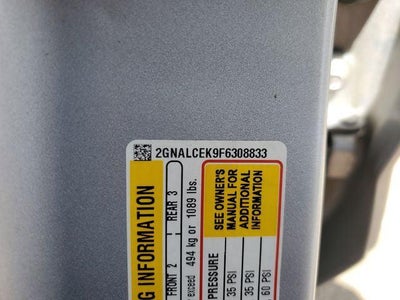 2GNALCEK9F6308833
G INFORMATION
FRONT 2 REAR 3
exceed 494 kg or 1089 lbs.
PRESSURE
35 PSI
35 PSI
60 PSI
SEE OWNER'S
MANUAL FOR
ADDITIONAL
INFORMATION